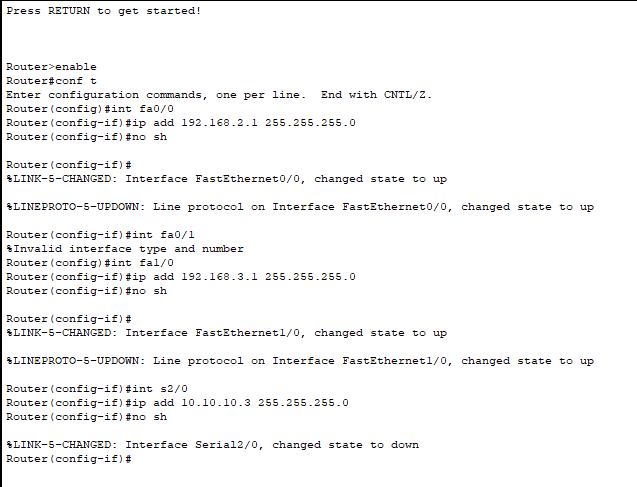 Press RETURN to get started!
Router>enable
Router#conf t
Enter configuration commands, one per line.  End with CNTL/Z.
Router(config)#int fa0/0
Router(config-if)#ip add 192.168.2.1 255.255.255.0
Router(config-if)#no sh
Router(config-if)#
%LINK-5-CHANGED: Interface FastEthernet0/0, changed state to up
%LINEPROTO-5-UPDOWN: Line protocol on Interface FastEthernet0/0, changed state to up
Router(config-if)#int fa0/1
%Invalid interface type and number
Router(config)#int fa1/0
Router(config-if)#ip add 192.168.3.1 255.255.255.0
Router(config-if)#no sh
Router(config-if)#
%LINK-5-CHANGED: Interface FastEthernet1/0, changed state to up
%LINEPROTO-5-UPDOWN: Line protocol on Interface FastEthernet1/0, changed state to up
Router(config-if)#int s2/0
Router(config-if)#ip add 10.10.10.3 255.255.255.0
Router(config-if)#no sh
%LINK-5-CHANGED: Interface Serial2/0, changed state to down
Router(config-if)#